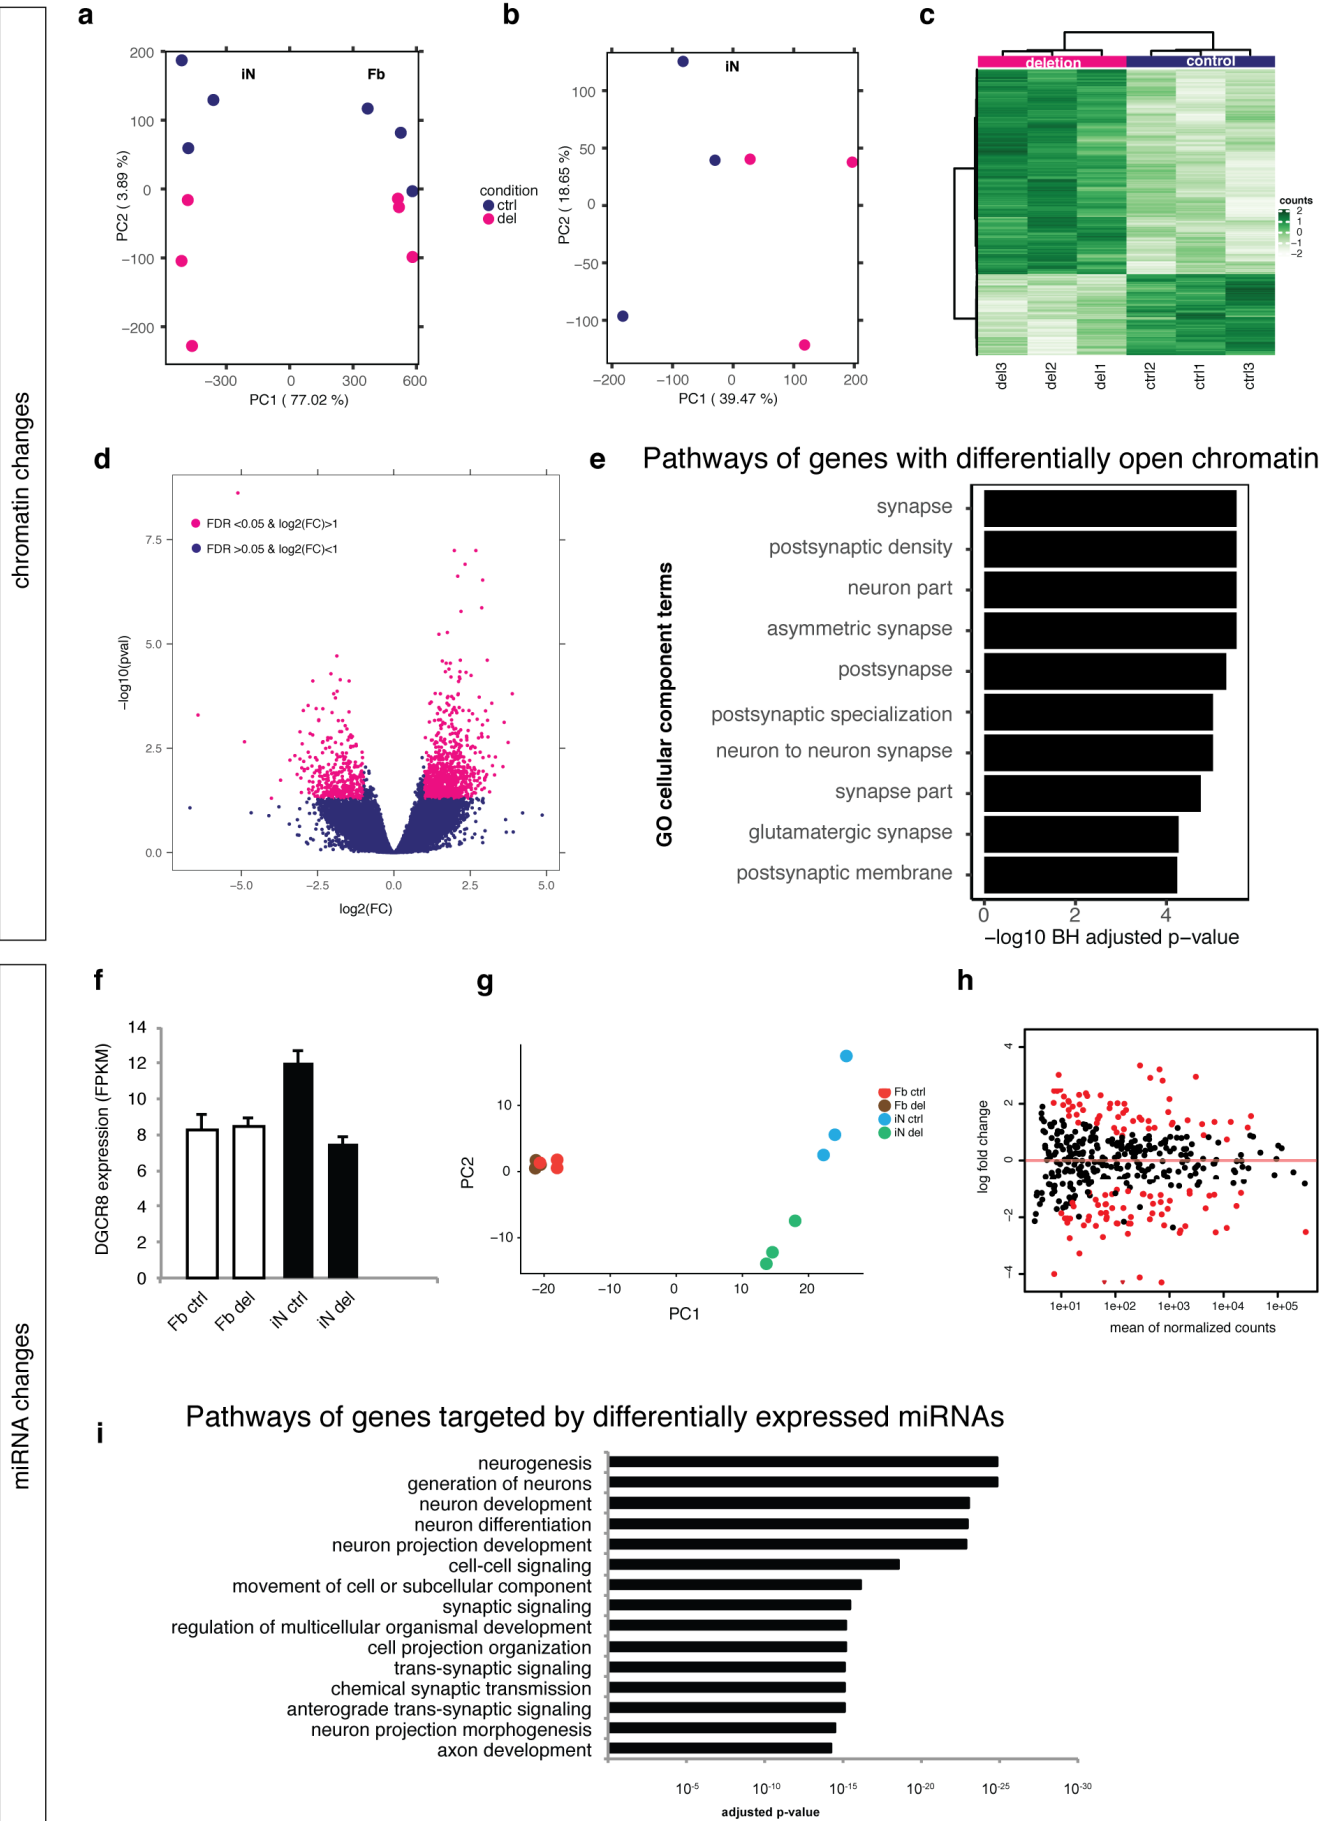 chromatin changes
a
iN
Fb
200
100
0
−100
−200
PC2 ( 3.89 %)
−300
0
300
600
PC1 ( 77.02 %)
condition
ctrl
del
b
iN
100
50
0
−50
−100
PC2 ( 18.65 %)
−200
−100
0
100
200
PC1 ( 39.47 %)
c
deletion
control
del3
del2
del1
ctrl2
ctrl1
ctrl3
counts
2
1
0
−1
−2
d
FDR <0.05 & log2(FC)>1
FDR >0.05 & log2(FC)<1
7.5
5.0
2.5
0.0
−log10(pval)
−5.0
−2.5
0.0
2.5
5.0
log2(FC)
e
Pathways of genes with differentially open chromatin
GO cellular component terms
synapse
postsynaptic density
neuron part
asymmetric synapse
postsynapse
postsynaptic specialization
neuron to neuron synapse
synapse part
glutamatergic synapse
postsynaptic membrane
0
2
4
−log10 BH adjusted p−value
miRNA changes
f
DGCR8 expression (FPKM)
14
12
10
8
6
4
2
0
Fb ctrl
Fb del
iN ctrl
iN del
g
PC2
10
0
−10
−20
−10
0
10
20
PC1
Fb ctrl
Fb del
iN ctrl
iN del
h
log fold change
4
2
0
−2
−4
1e+01
1e+02
1e+03
1e+04
1e+05
mean of normalized counts
i
Pathways of genes targeted by differentially expressed miRNAs
neurogenesis
generation of neurons
neuron development
neuron differentiation
neuron projection development
cell-cell signaling
movement of cell or subcellular component
synaptic signaling
regulation of multicellular organismal development
cell projection organization
trans-synaptic signaling
chemical synaptic transmission
anterograde trans-synaptic signaling
neuron projection morphogenesis
axon development
10-5
10-10
10-15
10-20
10-25
10-30
adjusted p-value